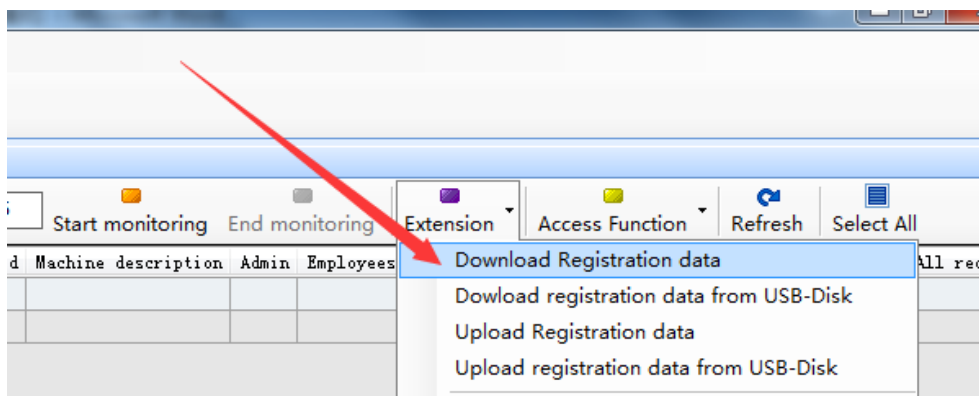 Start monitoring End monitoring Extension Access Function Refresh Select All
d Machine description Admin Employees All rec
Download Registration data
Dowload registration data from USB-Disk
Upload Registration data
Upload registration data from USB-Disk